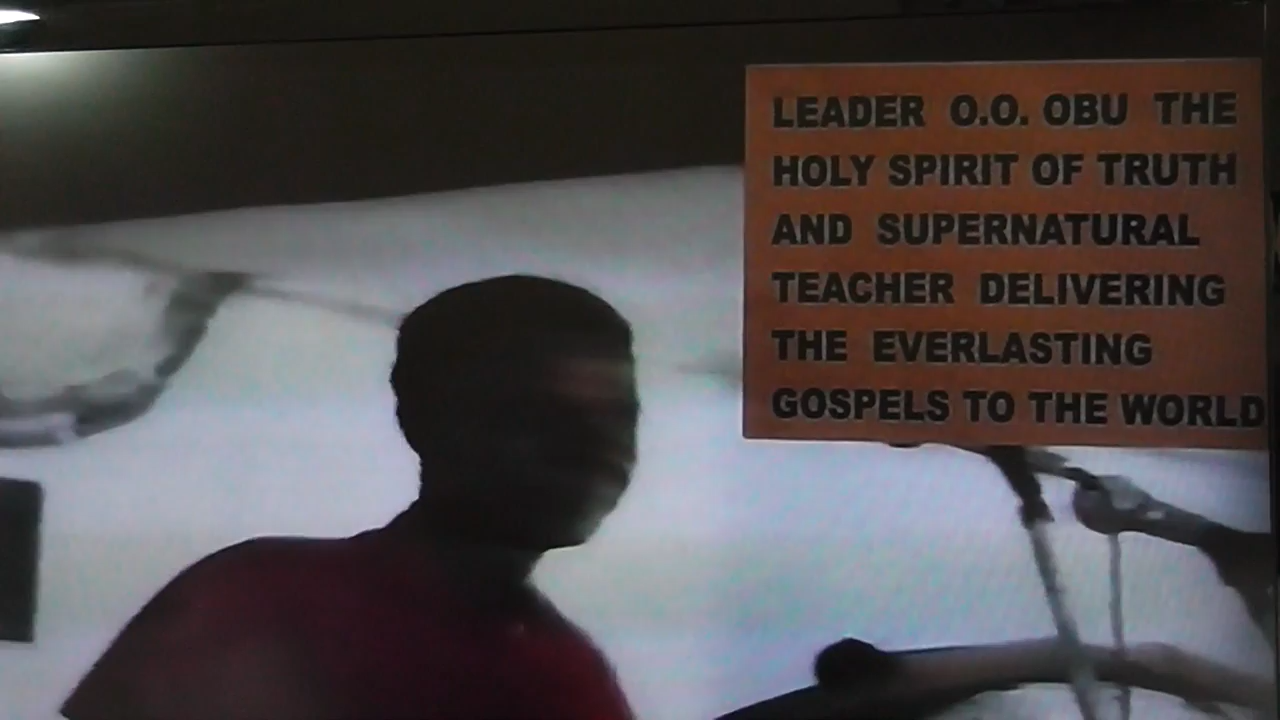 LEADER O.O. OBU THE
HOLY SPIRIT OF TRUTH
AND SUPERNATURAL
TEACHER DELIVERING
THE EVERLASTING
GOSPELS TO THE WORLD